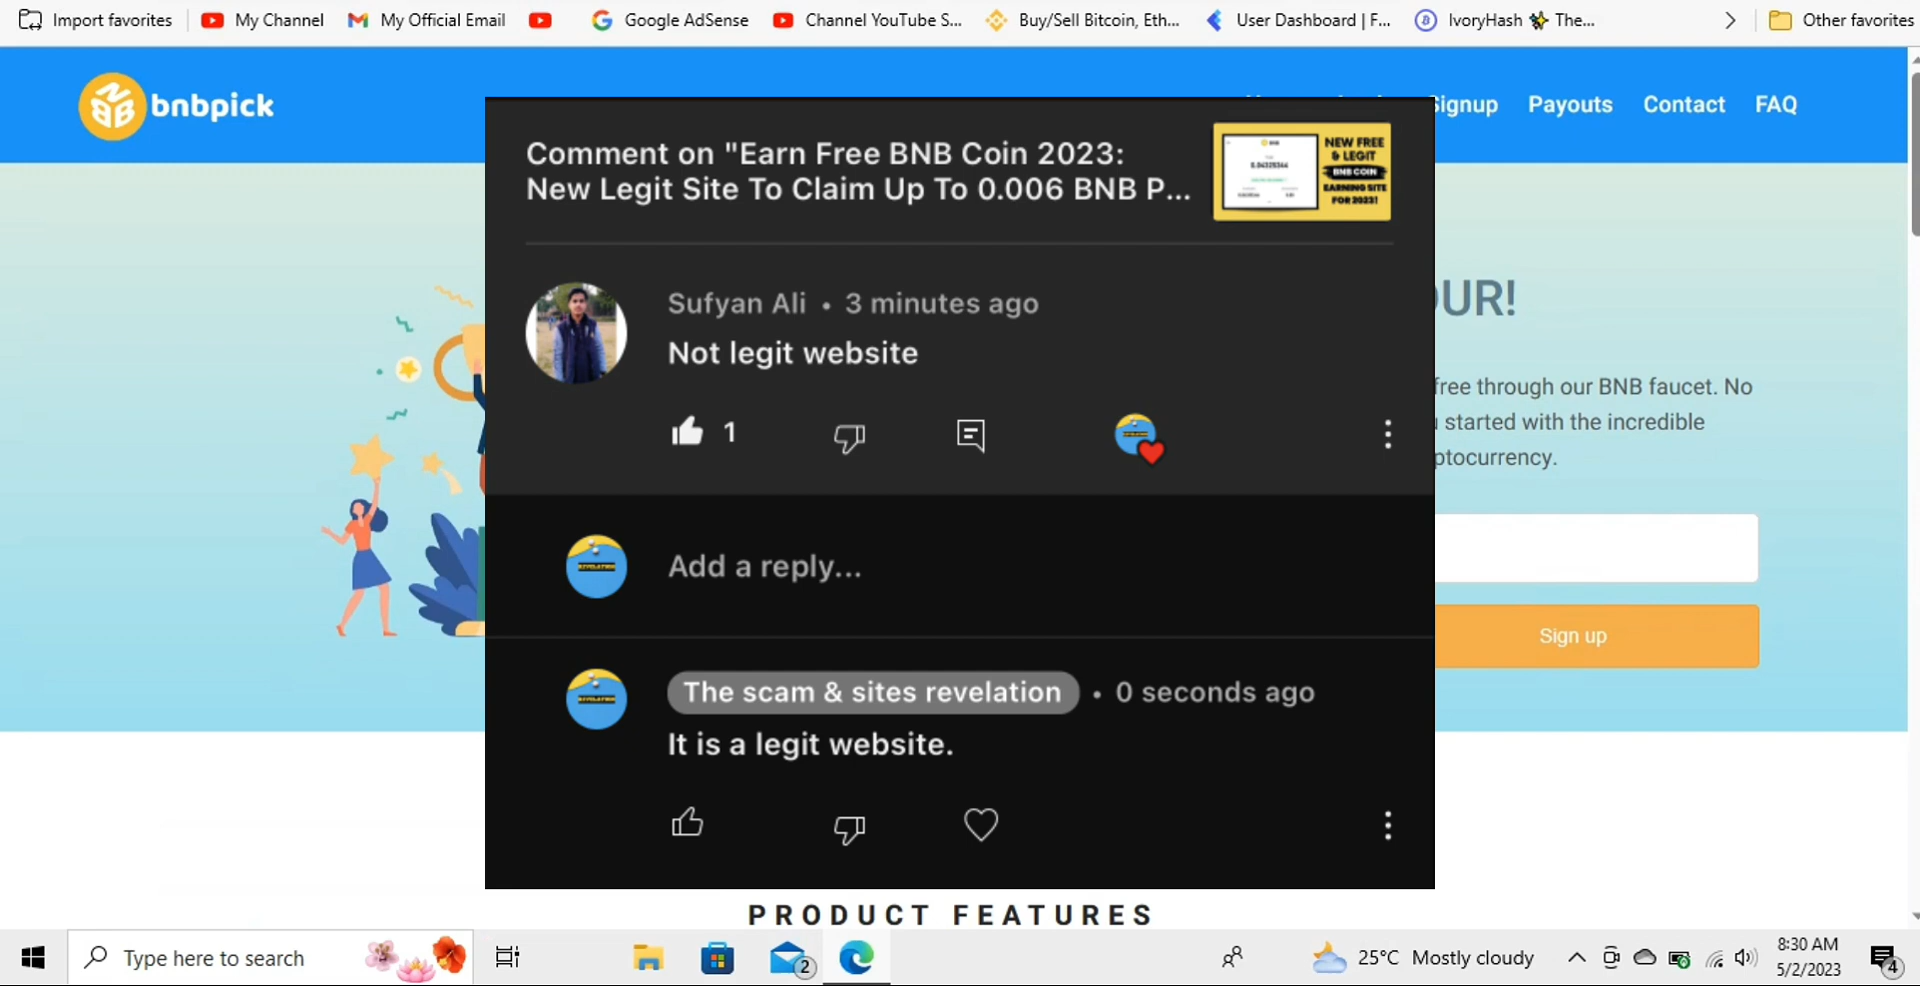 Import favorites
My Channel
My Official Email
Google AdSense
Channel YouTube S...
Buy/Sell Bitcoin, Eth...
User Dashboard | F...
IvoryHash
The...
Other favorites
bnbpick
Signup
Payouts
Contact
FAQ
Comment on "Earn Free BNB Coin 2023:
New Legit Site To Claim Up To 0.006 BNB P...
NEW FREE
& LEGIT
BNB COIN
EARNING SITE
FOR 2023!
Sufyan Ali • 3 minutes ago
Not legit website
1
OUR!
free through our BNB faucet. No
started with the incredible
ptocurrency.
Add a reply...
Sign up
The scam & sites revelation • 0 seconds ago
It is a legit website.
PRODUCT FEATURES
Type here to search
2
25°C Mostly cloudy
8:30 AM
5/2/2023
4